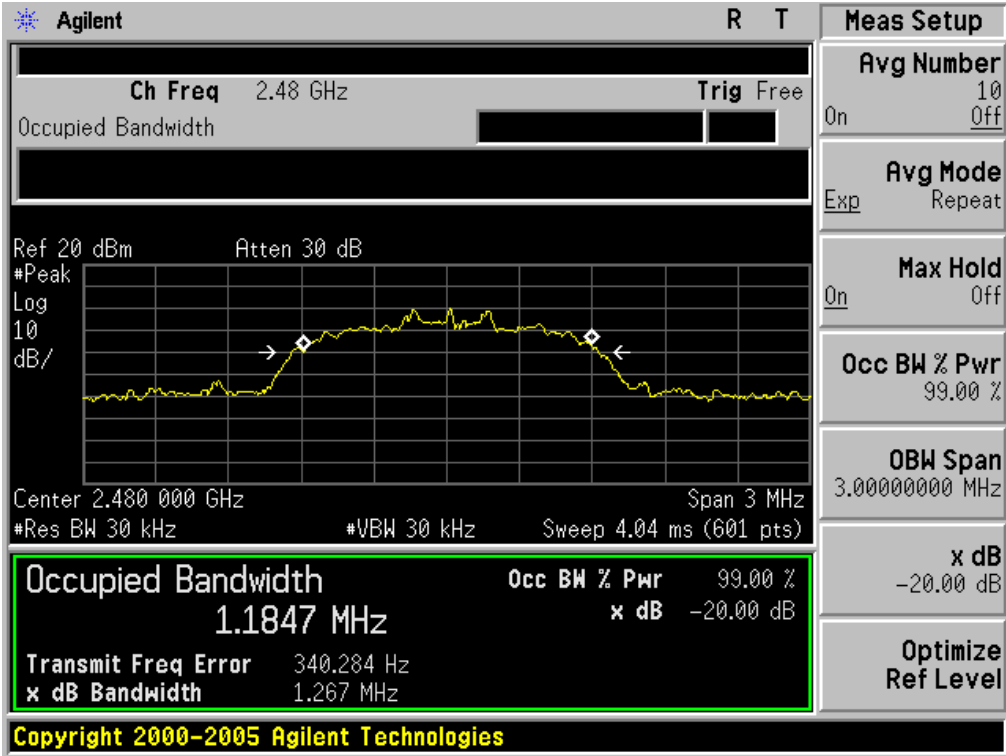 Agilent R T
Ch Freq 2.48 GHz Trig Free
Occupied Bandwidth
Ref 20 dBm Atten 30 dB
#Peak
Log
10
dB/
Center 2.480 000 GHz Span 3 MHz
#Res BW 30 kHz #VBW 30 kHz Sweep 4.04 ms (601 pts)
Occupied Bandwidth Occ BW % Pwr 99.00 %
1.1847 MHz x dB -20.00 dB
Transmit Freq Error 340.284 Hz
x dB Bandwidth 1.267 MHz
Copyright 2000-2005 Agilent Technologies
Meas Setup
Avg Number
10
On Off
Avg Mode
Exp Repeat
Max Hold
On Off
Occ BW % Pwr
99.00 %
OBW Span
3.00000000 MHz
x dB
-20.00 dB
Optimize
Ref Level